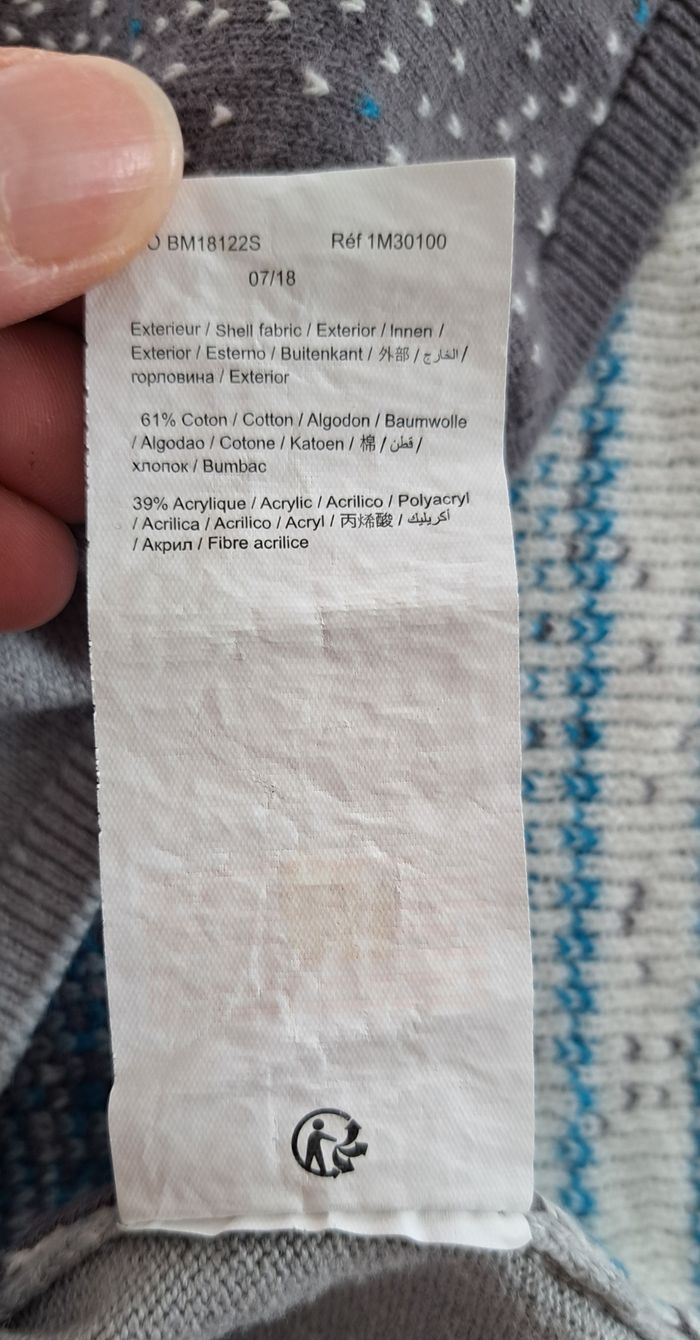 O BM18122S Réf 1M30100
07/18
Exterieur / Shell fabric / Exterior / Innen /
Exterior / Esterno / Buitenkant / 外部 / الخارج /
горловина / Exterior
61% Coton / Cotton / Algodon / Baumwolle
/ Algodao / Cotone / Katoen / 棉 / قطن /
хлопок / Bumbac
39% Acrylique / Acrylic / Acrilico / Polyacryl
/ Acrilica / Acrilico / Acryl / 丙烯酸 / أكريليك
/ Акрил / Fibre acrilice